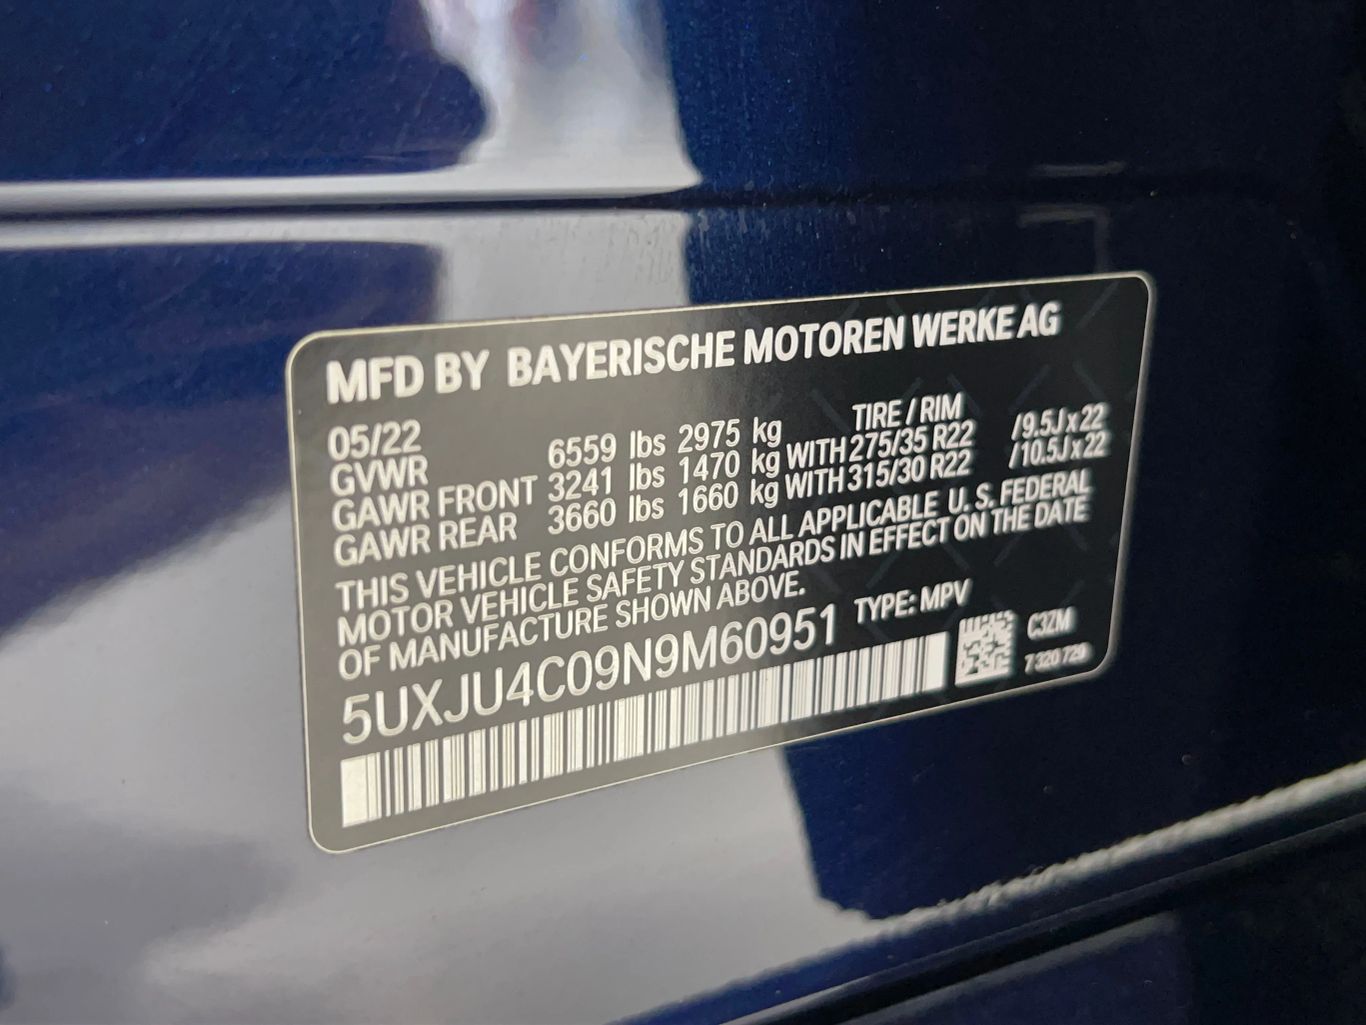 MFD BY BAYERISCHE MOTOREN WERKE AG
05/22 TIRE / RIM
GVWR 6559 lbs 2975 kg
GAWR FRONT 3241 lbs 1470 kg WITH 275/35 R22 /9.5J x 22
GAWR REAR 3660 lbs 1660 kg WITH 315/30 R22 /10.5J x 22
THIS VEHICLE CONFORMS TO ALL APPLICABLE U. S. FEDERAL
MOTOR VEHICLE SAFETY STANDARDS IN EFFECT ON THE DATE
OF MANUFACTURE SHOWN ABOVE.
5UXJU4C09N9M60951 TYPE: MPV
C3ZM
7 320 729